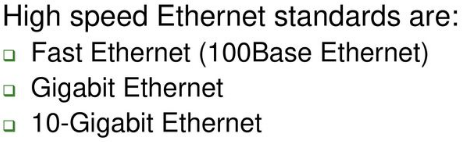 High speed Ethernet standards are:
Fast Ethernet (100Base Ethernet)
Gigabit Ethernet
10-Gigabit Ethernet